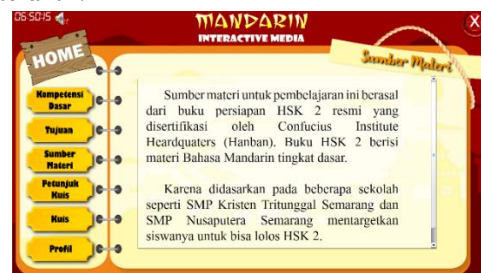 06:50:15
MANDARIN
INTERACTIVE MEDIA
X
HOME
Sumber Materi
Kompetensi
Dasar
Tujuan
Sumber
Materi
Petunjuk
Kuis
Kuis
Profil
Sumber materi untuk pembelajaran ini berasal
dari buku persiapan HSK 2 resmi yang
disertifikasi oleh Confucius Institute
Heardquaters (Hanban). Buku HSK 2 berisi
materi Bahasa Mandarin tingkat dasar.
Karena didasarkan pada beberapa sekolah
seperti SMP Kristen Tritunggal Semarang dan
SMP Nusaputera Semarang mentargetkan
siswanya untuk bisa lolos HSK 2.